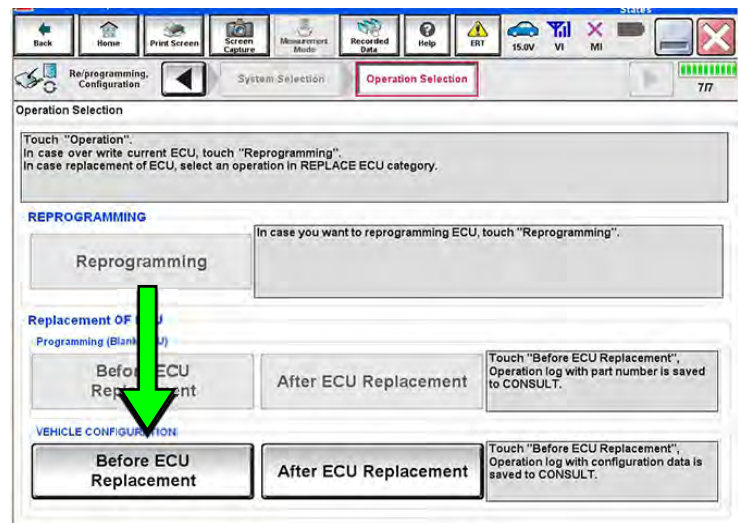 States
Back
Home
Print Screen
Screen
Capture
Measurement
Mode
Recorded
Data
Help
ERT
15.0V
VI
MI
Re/programming,
Configuration
System Selection
Operation Selection
7/7
Operation Selection
Touch "Operation".
In case over write current ECU, touch "Reprogramming".
In case replacement of ECU, select an operation in REPLACE ECU category.
REPROGRAMMING
Reprogramming
In case you want to reprogramming ECU, touch "Reprogramming".
Replacement OF
Programming (Blank
Before ECU
After ECU Replacement
Touch "Before ECU Replacement",
Operation log with part number is saved
to CONSULT.
VEHICLE CONFIGURATION
Before ECU
Replacement
After ECU Replacement
Touch "Before ECU Replacement",
Operation log with configuration data is
saved to CONSULT.